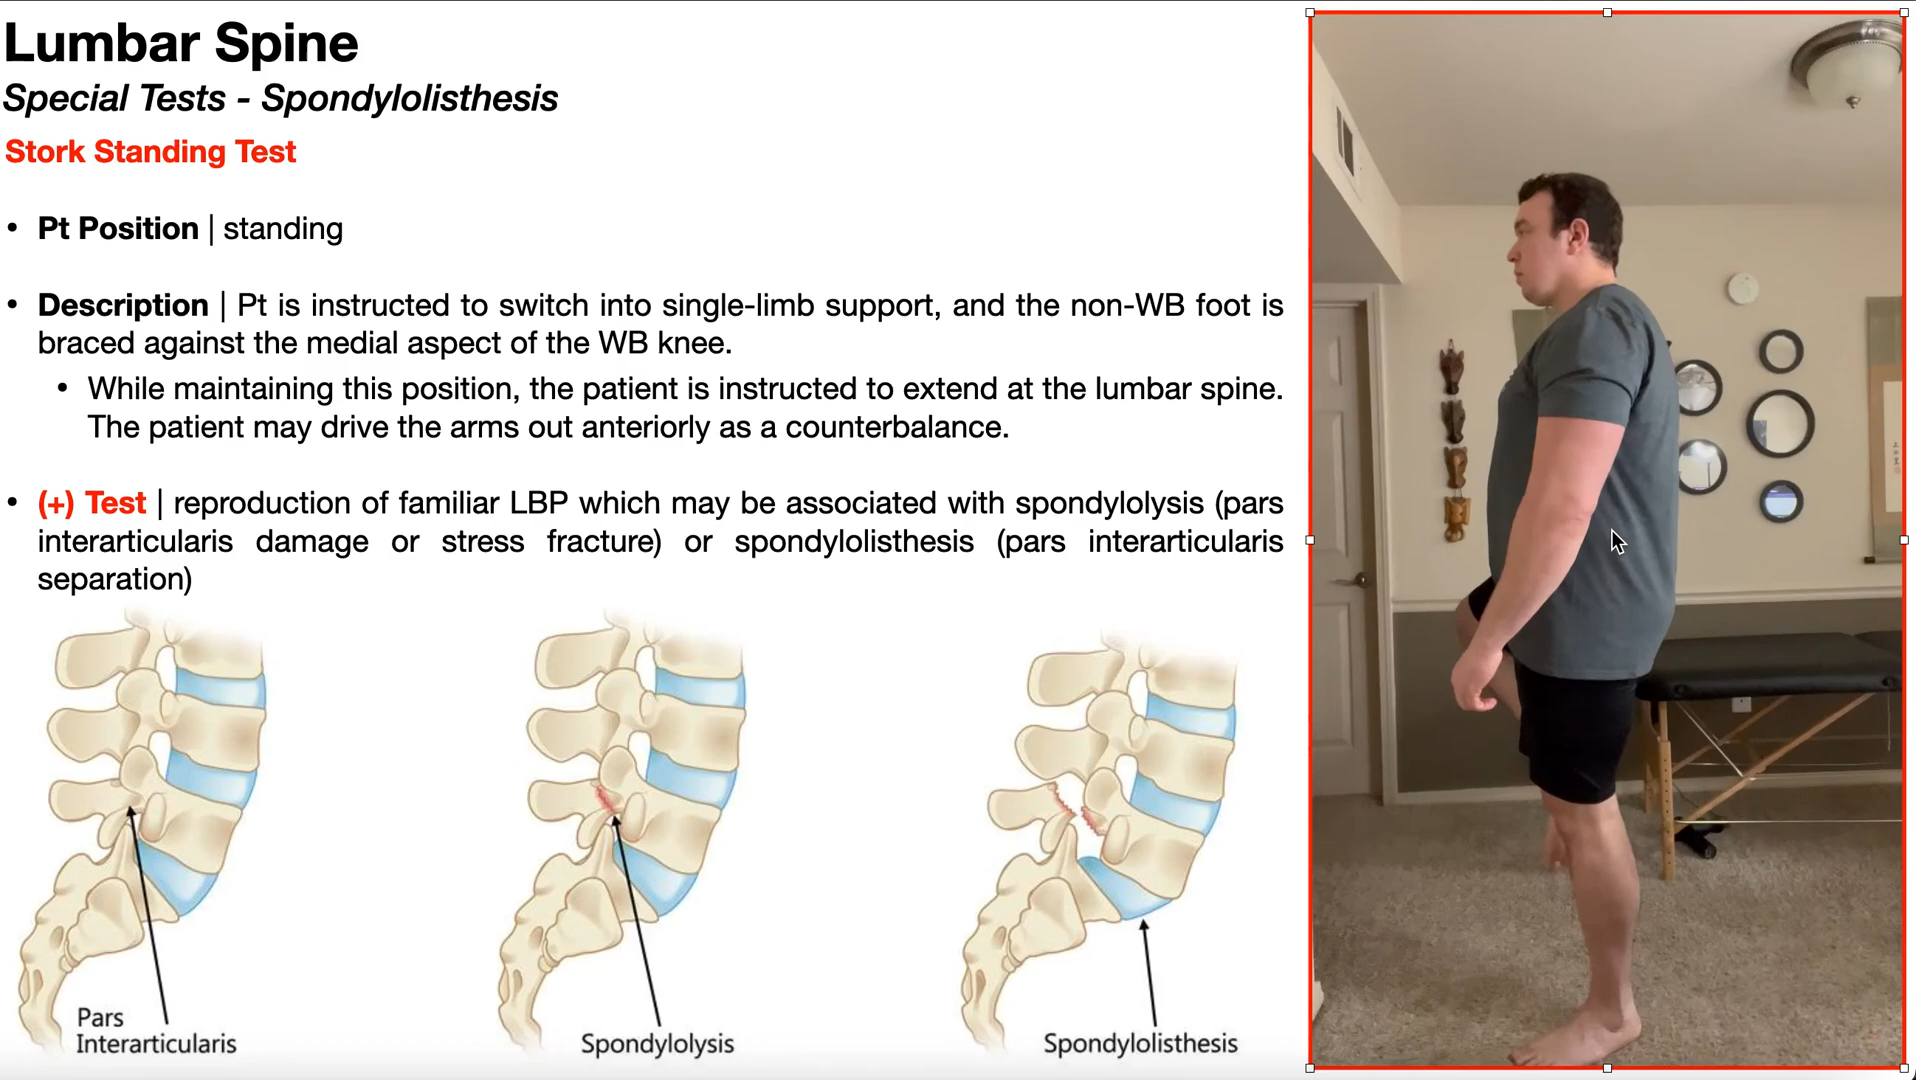 Lumbar Spine
Special Tests - Spondylolisthesis
Stork Standing Test
• Pt Position | standing
• Description | Pt is instructed to switch into single-limb support, and the non-WB foot is
braced against the medial aspect of the WB knee.
• While maintaining this position, the patient is instructed to extend at the lumbar spine.
The patient may drive the arms out anteriorly as a counterbalance.
• (+) Test | reproduction of familiar LBP which may be associated with spondylolysis (pars
interarticularis damage or stress fracture) or spondylolisthesis (pars interarticularis
separation)
Pars
Interarticularis
Spondylolysis
Spondylolisthesis